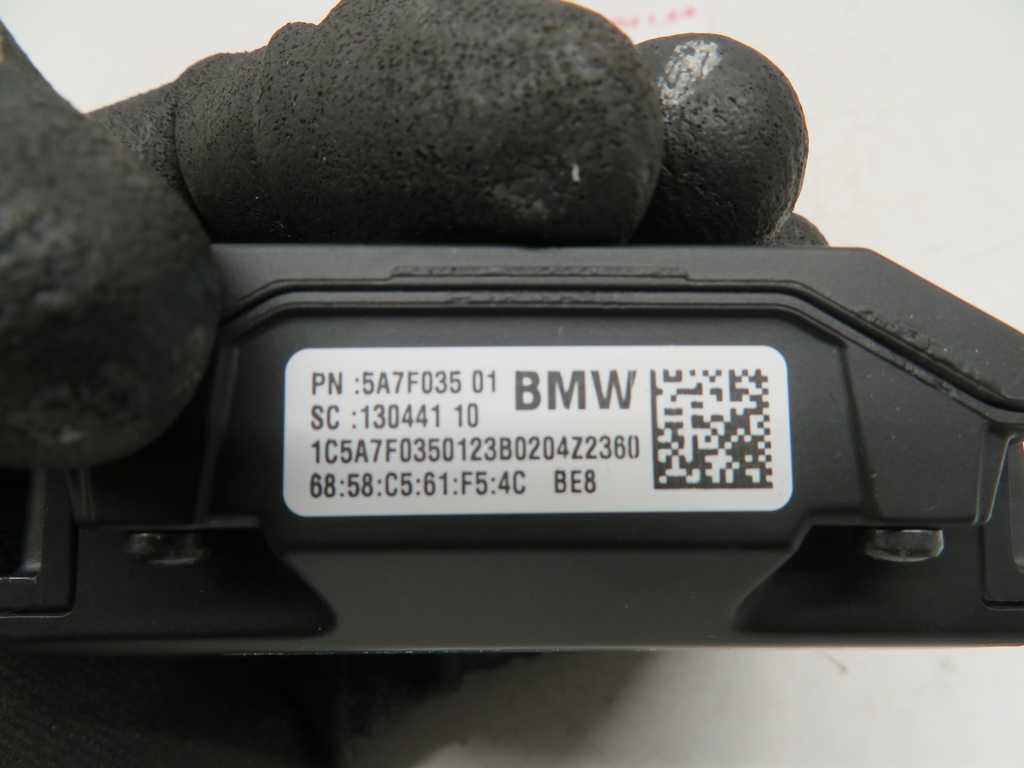 PN :5A7F035 01 BMW
SC :130441 10
1C5A7F0350123B0204Z2360
68:58:C5:61:F5:4C BE8